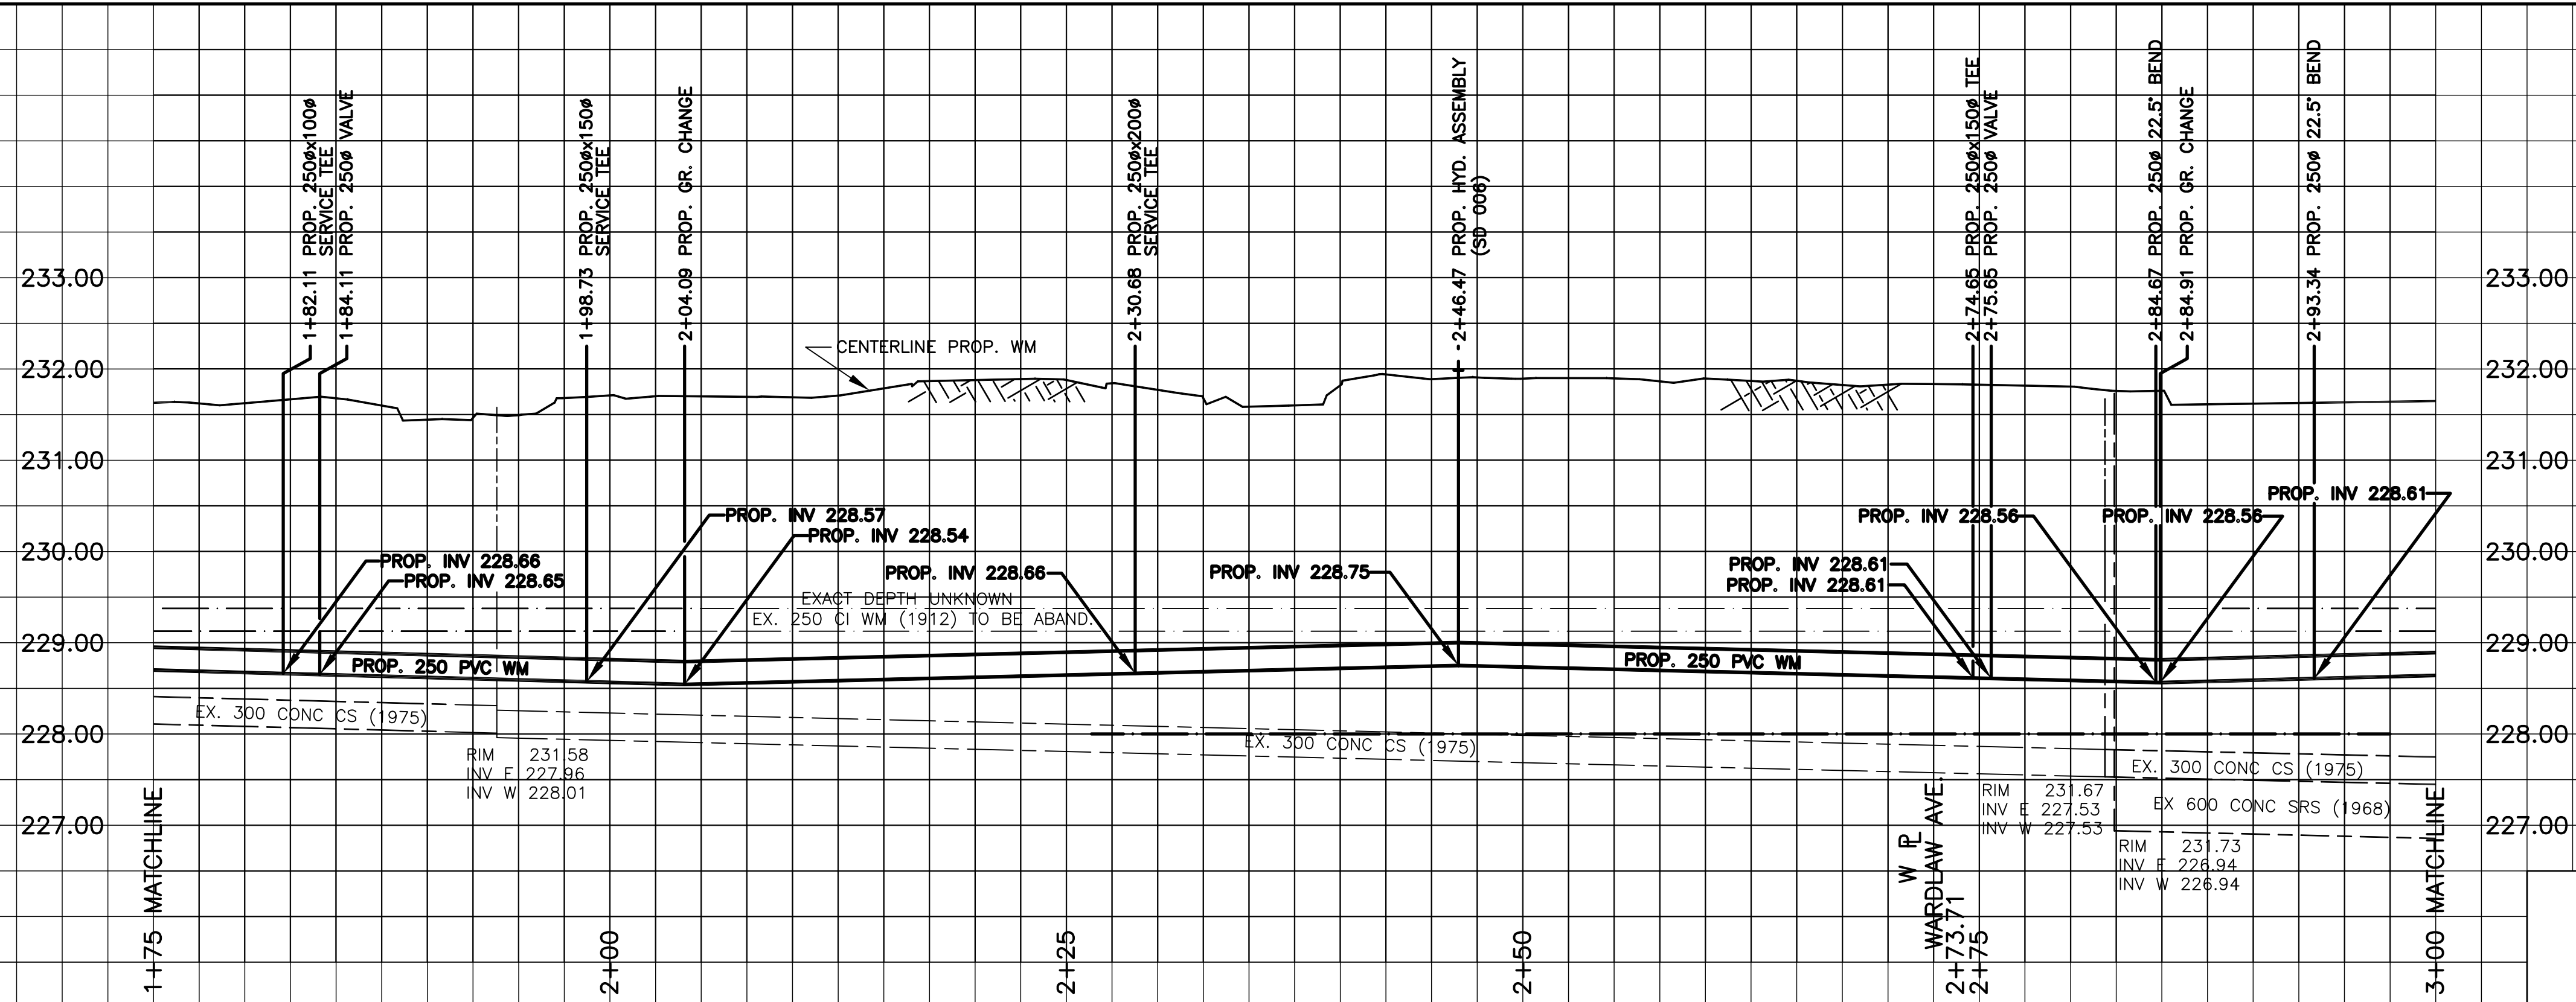 1+82.11 PROP. 250ø×100ø
SERVICE TEE
1+84.11 PROP. 250ø VALVE
1+98.73 PROP. 250ø×150ø
SERVICE TEE
2+04.09 PROP. GR. CHANGE
2+30.68 PROP. 250ø×200ø
SERVICE TEE
2+46.47 PROP. HYD. ASSEMBLY
(SD 006)
2+74.65 PROP. 250ø×150ø TEE
2+75.65 PROP. 250ø VALVE
2+84.67 PROP. 250ø 22.5° BEND
2+84.91 PROP. GR. CHANGE
2+93.34 PROP. 250ø 22.5° BEND
233.00
233.00
CENTERLINE PROP. WM
232.00
232.00
231.00
231.00
PROP. INV 228.61
PROP. INV 228.57
PROP. INV 228.56
PROP. INV 228.56
PROP. INV 228.54
230.00
230.00
PROP. INV 228.66
PROP. INV 228.65
PROP. INV 228.66
PROP. INV 228.75
PROP. INV 228.61
PROP. INV 228.61
EXACT DEPTH UNKNOWN
EX. 250 CI WM (1912) TO BE ABAND.
229.00
229.00
PROP. 250 PVC WM
PROP. 250 PVC WM
EX. 300 CONC CS (1975)
228.00
228.00
EX. 300 CONC CS (1975)
RIM 231.58
INV E 227.96
INV W 228.01
EX. 300 CONC CS (1975)
RIM 231.67
INV E 227.53
INV W 227.53
EX 600 CONC SRS (1968)
227.00
227.00
RIM 231.73
INV E 226.94
INV W 226.94
1+75 MATCHLINE
2+00
2+25
2+50
W PL
WARDLAW AVE.
2+73.71
2+75
3+00 MATCHLINE